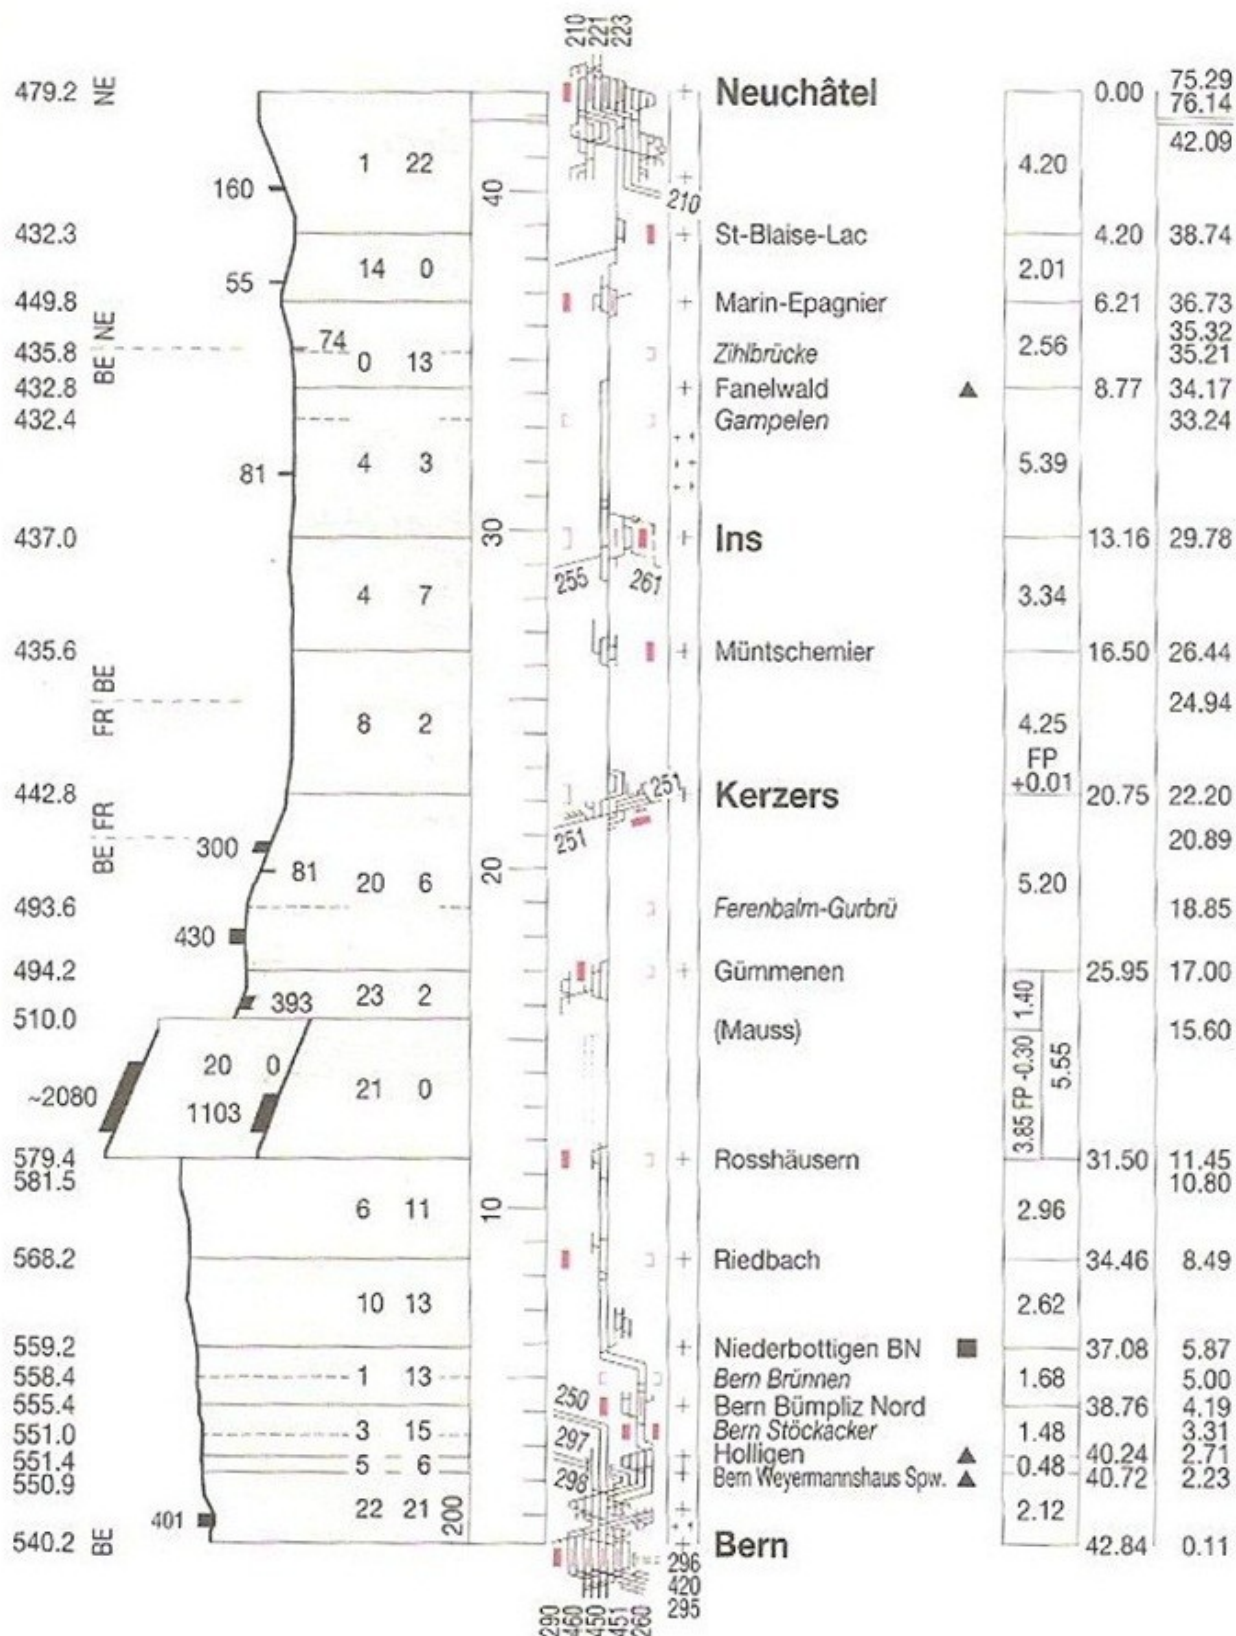 210 221 223
479.2 NE Neuchâtel 0.00 75.29
76.14
42.09
1 22 4.20
160 40 210
432.3 St-Blaise-Lac 4.20 38.74
14 0 2.01
55
449.8 Marin-Epagnier 6.21 36.73
NE 74 35.32
435.8 Zihlbrücke 2.56 35.21
BE 0 13
432.8 Fanelwald ▲ 8.77 34.17
432.4 Gampelen 33.24
4 3 5.39
81
437.0 30 Ins 13.16 29.78
255 261
4 7 3.34
435.6 Müntschemier 16.50 26.44
BE
FR 24.94
8 2 4.25
FP
+0.01
442.8 251 Kerzers 20.75 22.20
FR
BE 300 251 20.89
81 20 6 20 5.20
493.6 Ferenbalm-Gurbrü 18.85
430
494.2 Gümmenen 25.95 17.00
393 23 2 1.40
510.0 (Mauss) 15.60
20 0 21 0 5.55
~2080 1103 3.85 FP -0.30
579.4 Rosshäusern 31.50 11.45
581.5 10.80
6 11 10 2.96
568.2 Riedbach 34.46 8.49
10 13 2.62
559.2 Niederbottigen BN ■ 37.08 5.87
558.4 1 13 Bern Brünnen 1.68 5.00
555.4 250 Bern Bümpliz Nord 38.76 4.19
551.0 3 15 297 Bern Stöckacker 1.48 3.31
551.4 Holligen ▲ 40.24 2.71
5 6 0.48
550.9 298 Bern Weyermannshaus Spw. ▲ 40.72 2.23
22 21 200 2.12
401
540.2 BE Bern 42.84 0.11
296
420
295
290 460 450 451 260